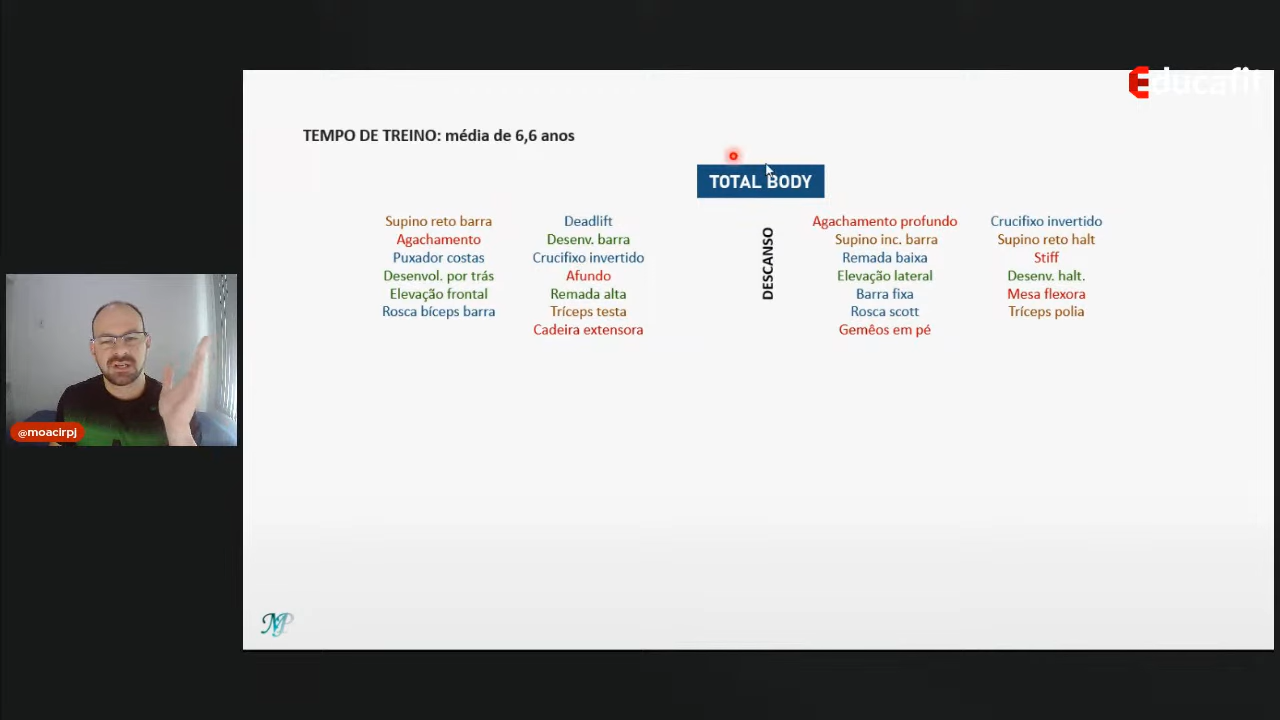 Educafit
TEMPO DE TREINO: média de 6,6 anos
TOTAL BODY
Supino reto barra
Agachamento
Puxador costas
Desenvol. por trás
Elevação frontal
Rosca bíceps barra
Deadlift
Desenv. barra
Crucifixo invertido
Afundo
Remada alta
Tríceps testa
Cadeira extensora
DESCANSO
Agachamento profundo
Supino inc. barra
Remada baixa
Elevação lateral
Barra fixa
Rosca scott
Gemêos em pé
Crucifixo invertido
Supino reto halt
Stiff
Desenv. halt.
Mesa flexora
Tríceps polia
@moacirpj
MP